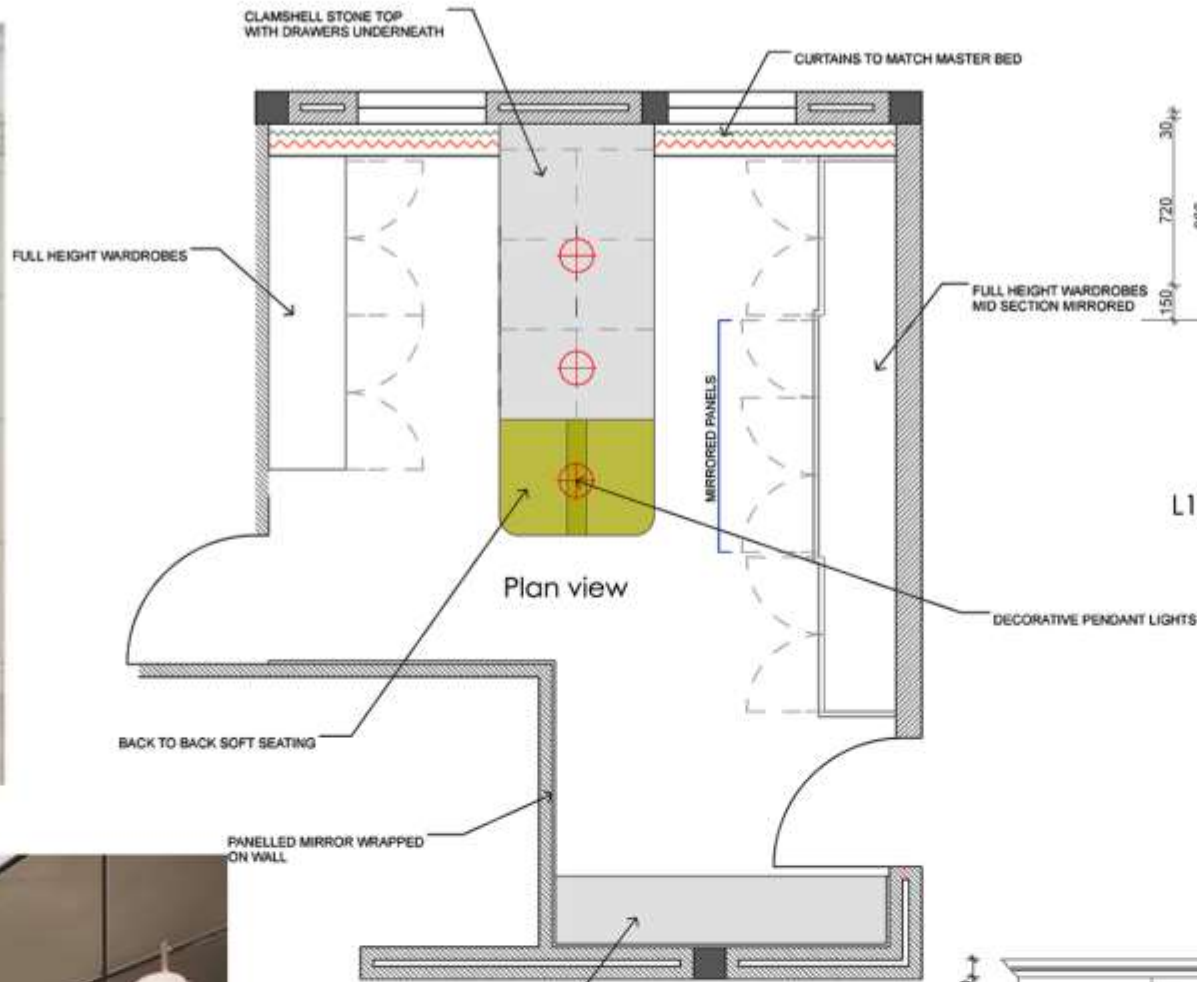 CLAMSHELL STONE TOP
WITH DRAWERS UNDERNEATH
CURTAINS TO MATCH MASTER BED
30
720
150
FULL HEIGHT WARDROBES
FULL HEIGHT WARDROBES
MID SECTION MIRRORED
MIRRORED PANELS
L1
Plan view
DECORATIVE PENDANT LIGHTS
BACK TO BACK SOFT SEATING
PANELLED MIRROR WRAPPED
ON WALL